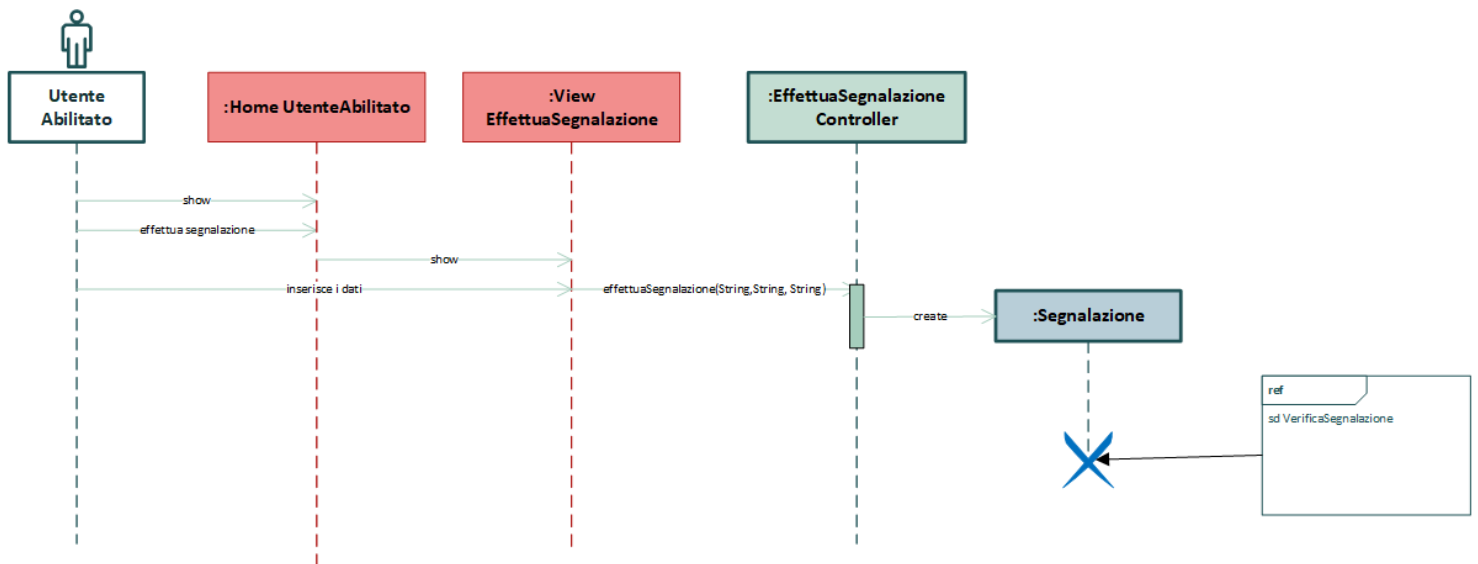 Utente
Abilitato
:Home UtenteAbilitato
:View
EffettuaSegnalazione
:EffettuaSegnalazione
Controller
show
effettua segnalazione
show
inserisce i dati
effettuaSegnalazione(String,String, String)
create
:Segnalazione
ref
sd VerificaSegnalazione